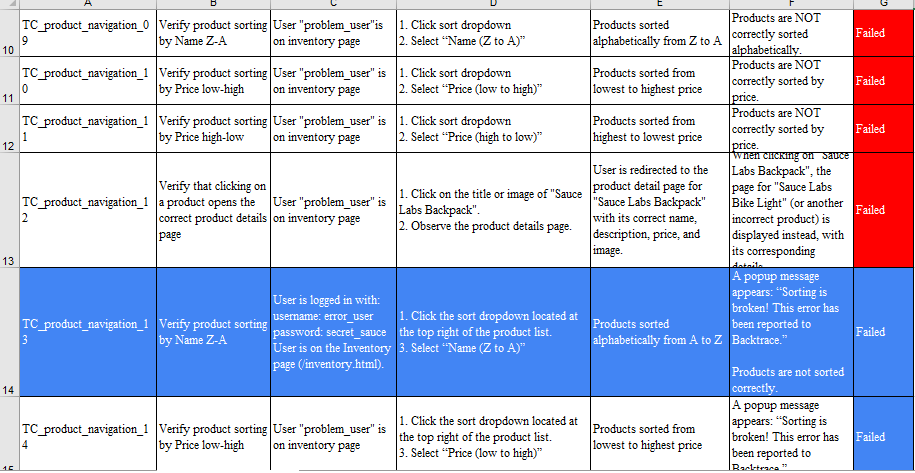 A B C D E F G
10
TC_product_navigation_0
9
Verify product sorting
by Name Z-A
User "problem_user"is
on inventory page
1. Click sort dropdown
2. Select “Name (Z to A)”
Products sorted
alphabetically from Z to A
Products are NOT
correctly sorted
alphabetically.
Failed
11
TC_product_navigation_1
0
Verify product sorting
by Price low-high
User "problem_user" is
on inventory page
1. Click sort dropdown
2. Select “Price (low to high)”
Products sorted from
lowest to highest price
Products are NOT
correctly sorted by
price.
Failed
12
TC_product_navigation_1
1
Verify product sorting
by Price high-low
User "problem_user" is
on inventory page
1. Click sort dropdown
2. Select “Price (high to low)”
Products sorted from
highest to lowest price
Products are NOT
correctly sorted by
price.
Failed
13
TC_product_navigation_1
2
Verify that clicking on
a product opens the
correct product details
page
User "problem_user" is
on inventory page
1. Click on the title or image of "Sauce
Labs Backpack".
2. Observe the product details page.
User is redirected to the
product detail page for
"Sauce Labs Backpack"
with its correct name,
description, price, and
image.
When clicking on "Sauce
Labs Backpack", the
page for "Sauce Labs
Bike Light" (or another
incorrect product) is
displayed instead, with
its corresponding
details.
Failed
14
TC_product_navigation_1
3
Verify product sorting
by Name Z-A
User is logged in with:
username: error_user
password: secret_sauce
User is on the Inventory
page (/inventory.html).
1. Click the sort dropdown located at
the top right of the product list.
3. Select “Name (Z to A)”
Products sorted
alphabetically from A to Z
A popup message
appears: “Sorting is
broken! This error has
been reported to
Backtrace.”
Products are not sorted
correctly.
Failed
15
TC_product_navigation_1
4
Verify product sorting
by Price low-high
User "problem_user" is
on inventory page
1. Click the sort dropdown located at
the top right of the product list.
3. Select “Price (low to high)”
Products sorted from
lowest to highest price
A popup message
appears: “Sorting is
broken! This error has
been reported to
Backtrace.”
Failed